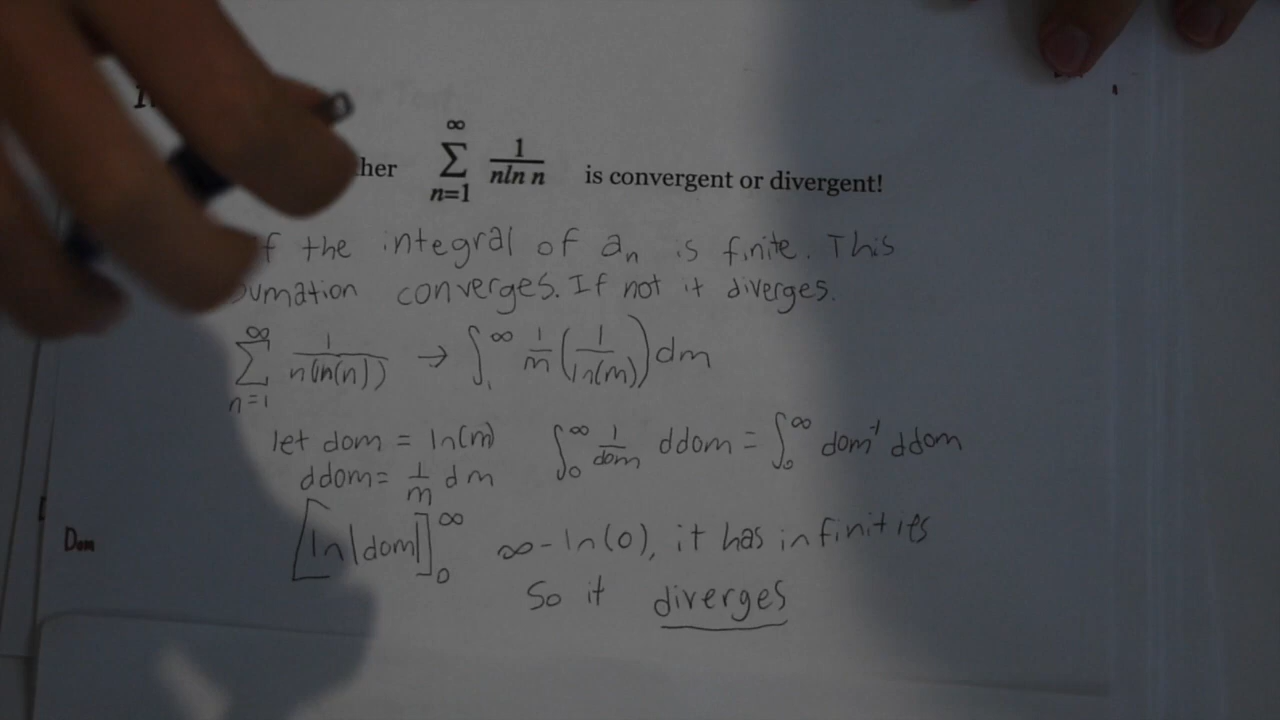 her ∞ Σ n=1 1/nln n is convergent or divergent!
f the integral of aₙ is finite. This
umation converges. If not it diverges.
∞ Σ n=1 1/n(ln(n)) → ∫₁^∞ 1/m (1/ln(m)) dm
let dom = ln(m) ∫₀^∞ 1/dom ddom = ∫₀^∞ dom⁻¹ ddom
ddom = 1/m dm
Dom
[ln|dom|]₀^∞ ∞ - ln(0), it has infinities
So it diverges